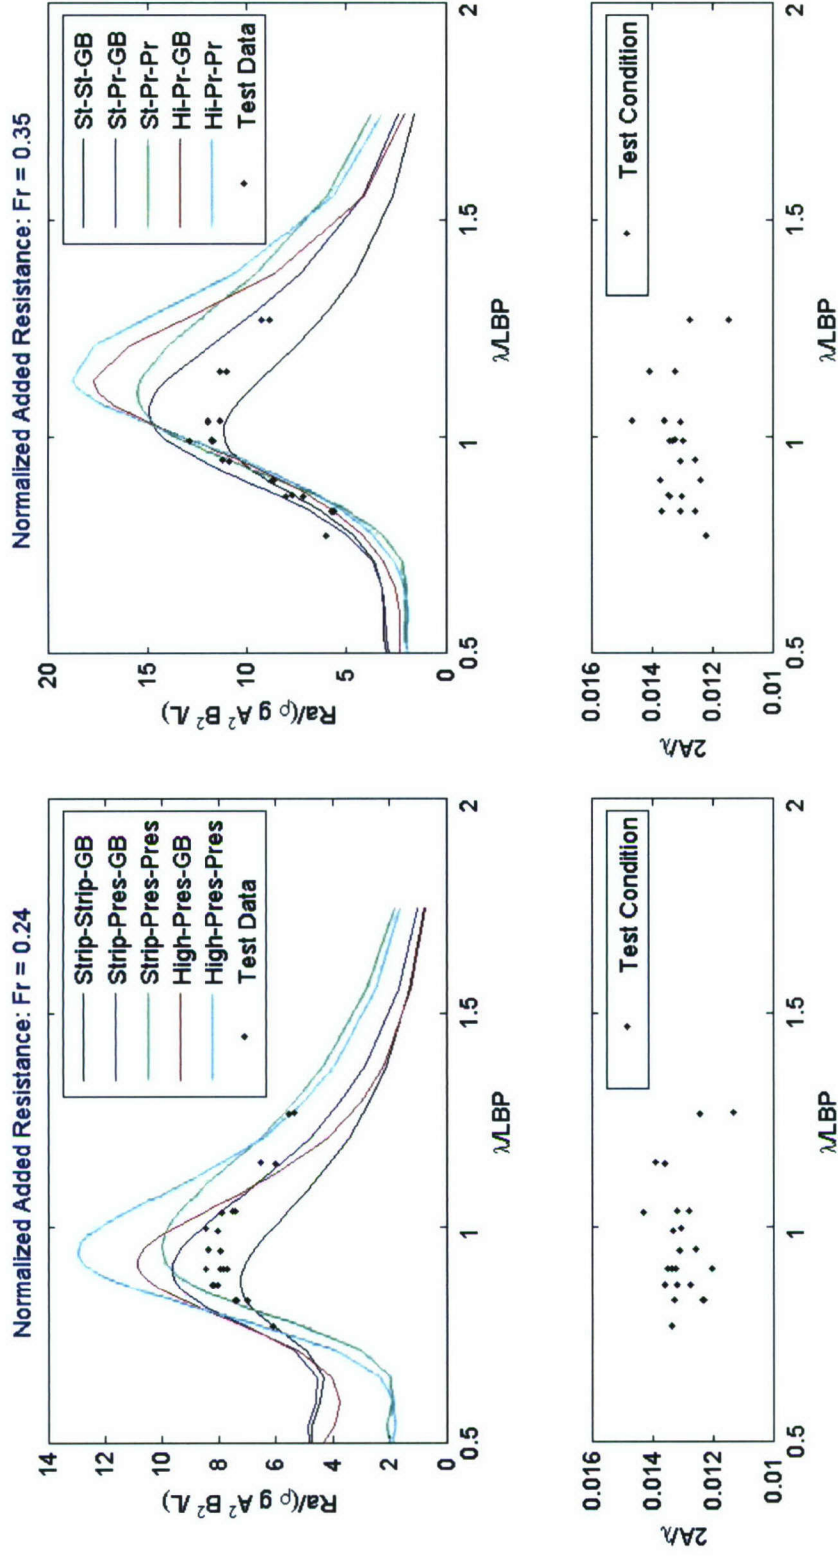 Normalized Added Resistance: Fr = 0.24
Ra/(ρ g A² B²/L)
14
12
10
8
6
4
2
0
Strip-Strip-GB
Strip-Pres-GB
Strip-Pres-Pres
High-Pres-GB
High-Pres-Pres
Test Data
0.5
1
1.5
2
λ/LBP
2A/λ
0.016
0.014
0.012
0.01
Test Condition
0.5
1
1.5
2
λ/LBP
Normalized Added Resistance: Fr = 0.35
Ra/(ρ g A² B²/L)
20
15
10
5
0
St-St-GB
St-Pr-GB
St-Pr-Pr
Hi-Pr-GB
Hi-Pr-Pr
Test Data
0.5
1
1.5
2
λ/LBP
2A/λ
0.016
0.014
0.012
0.01
Test Condition
0.5
1
1.5
2
λ/LBP